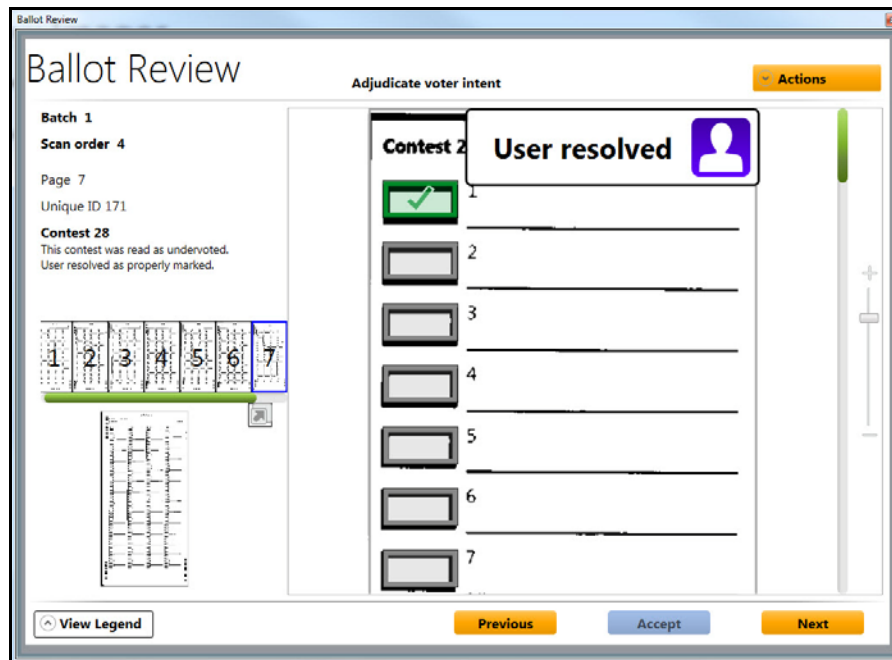 Ballot Review
Ballot Review
Adjudicate voter intent
Actions
Batch 1
Scan order 4
Page 7
Unique ID 171
Contest 28
This contest was read as undervoted.
User resolved as properly marked.
1 2 3 4 5 6 7
Contest 2
User resolved
1
2
3
4
5
6
7
View Legend
Previous
Accept
Next